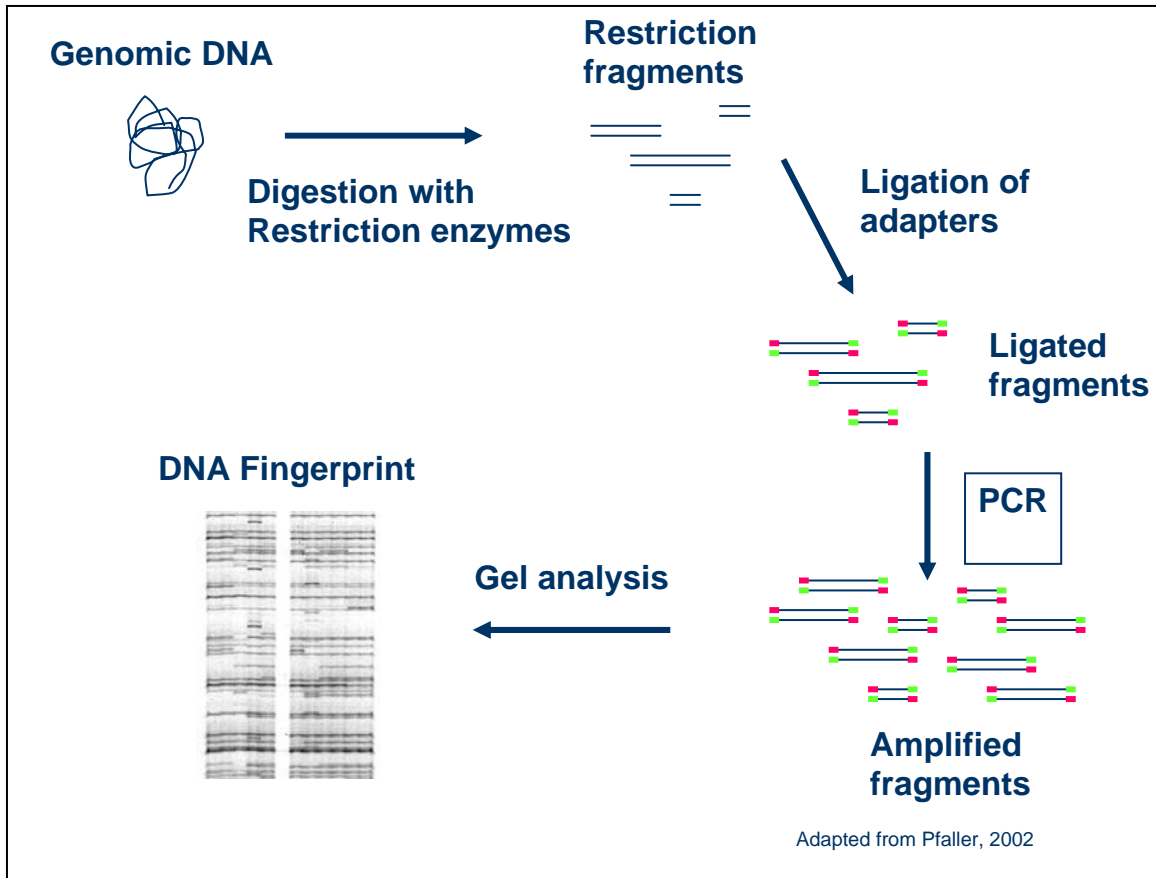 Genomic DNA
Restriction
fragments
Digestion with
Restriction enzymes
Ligation of
adapters
Ligated
fragments
PCR
Amplified
fragments
Gel analysis
DNA Fingerprint
Adapted from Pfaller, 2002